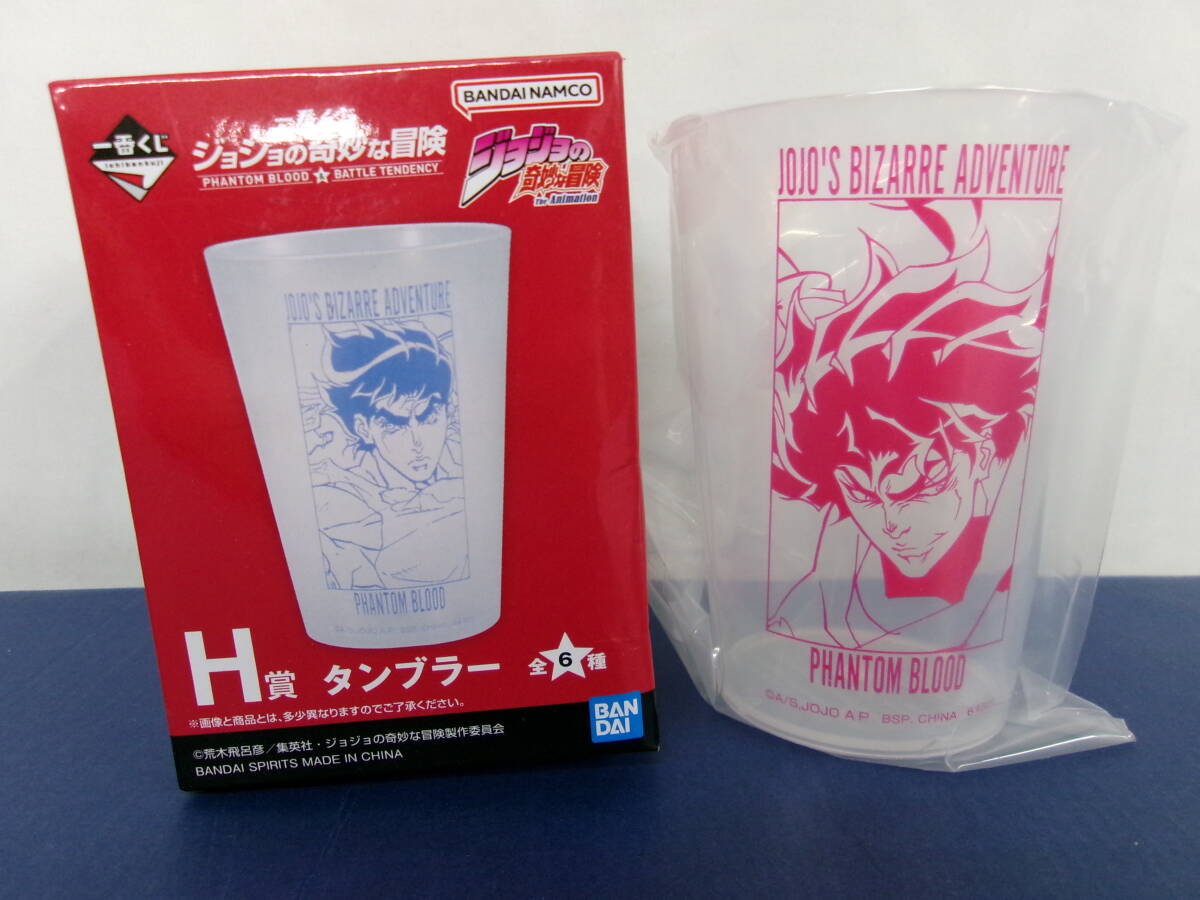 一番くじ
ichibankuji
ジョジョの奇妙な冒険
PHANTOM BLOOD & BATTLE TENDENCY
BANDAI NAMCO
ジョジョの
奇妙な冒険
The Animation
JOJO'S BIZARRE ADVENTURE
PHANTOM BLOOD
©A/S,JOJO A.P BSP, CHINA
H賞 タンブラー 全6種
※画像と商品とは、多少異なりますのでご了承ください。
BAN
DAI
©荒木飛呂彦／集英社・ジョジョの奇妙な冒険製作委員会
BANDAI SPIRITS MADE IN CHINA
JOJO'S BIZARRE ADVENTURE
PHANTOM BLOOD
©A/S,JOJO A.P BSP, CHINA